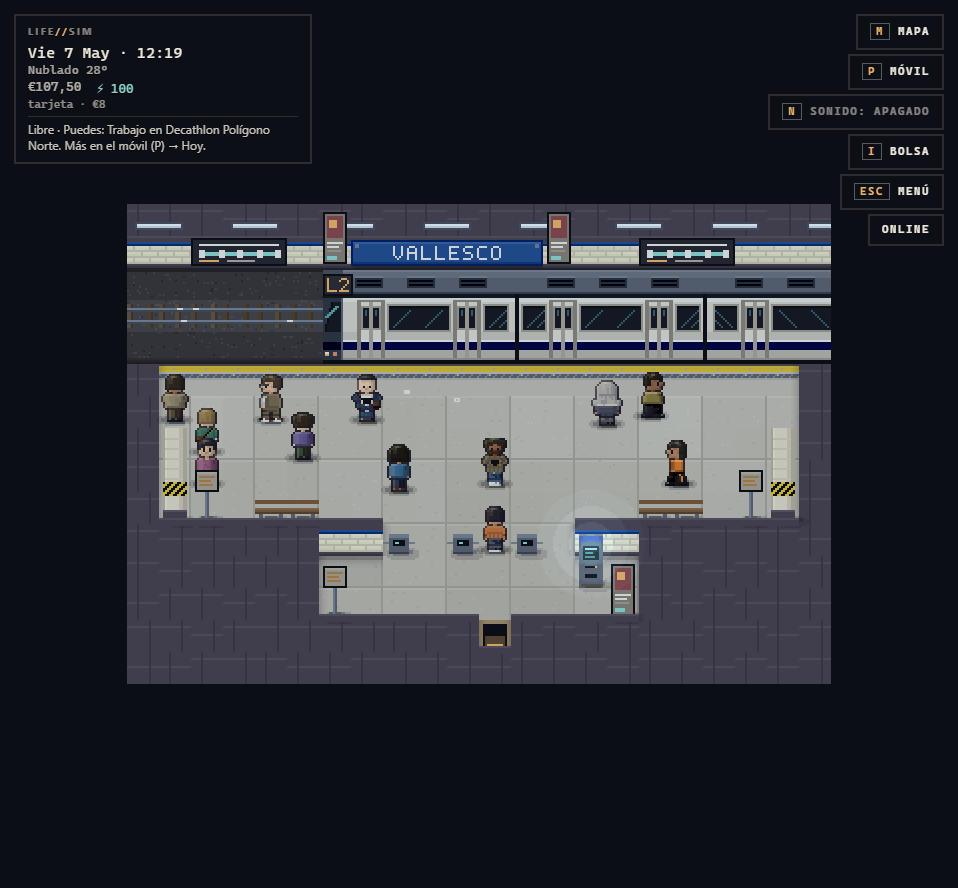 LIFE//SIM
Vie 7 May · 12:19
Nublado 28º
€107,50 ⚡ 100
tarjeta · €8
Libre · Puedes: Trabajo en Decathlon Polígono
Norte. Más en el móvil (P) → Hoy.
M MAPA
P MÓVIL
N SONIDO: APAGADO
I BOLSA
ESC MENÚ
ONLINE
VALLESCO
L2